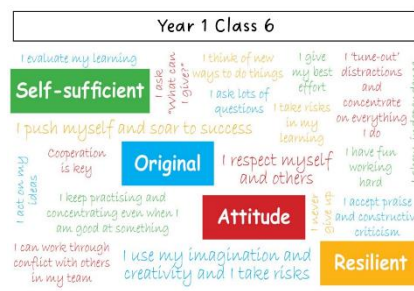 Year 1 Class 6
I evaluate my learning
I ask
"What can
I give?"
I think of new
ways to do things
I give
my best
effort
I 'tune-out'
distractions
and
concentrate
on everything
I do
Self-sufficient
I ask lots of
questions
I take risks
in my
learning
I push myself and soar to success
Cooperation
is key
Original
I respect myself
and others
I have fun
working
hard
I act on my
ideas
I keep practising and
concentrating even when I
am good at something
Attitude
I never
give up
I accept praise
and constructive
criticism
I can work through
conflict with others
in my team
I use my imagination and
creativity and I take risks
Resilient